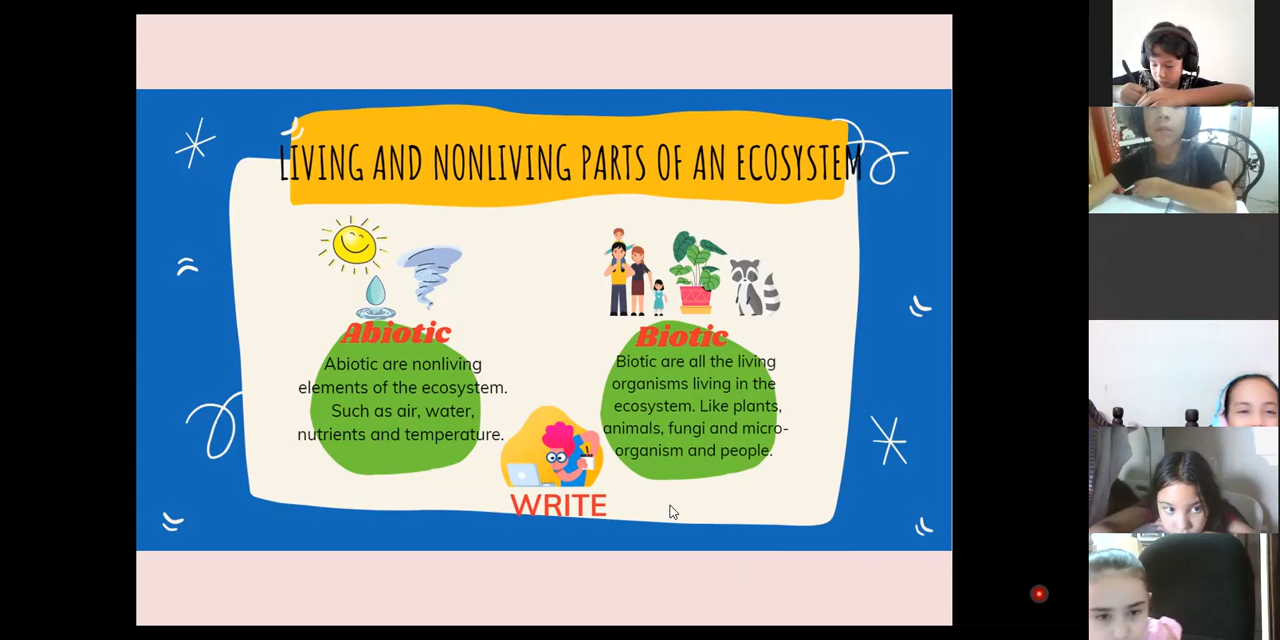 LIVING AND NONLIVING PARTS OF AN ECOSYSTEM
Abiotic
Abiotic are nonliving
elements of the ecosystem.
Such as air, water,
nutrients and temperature.
Biotic
Biotic are all the living
organisms living in the
ecosystem. Like plants,
animals, fungi and micro-
organism and people.
WRITE